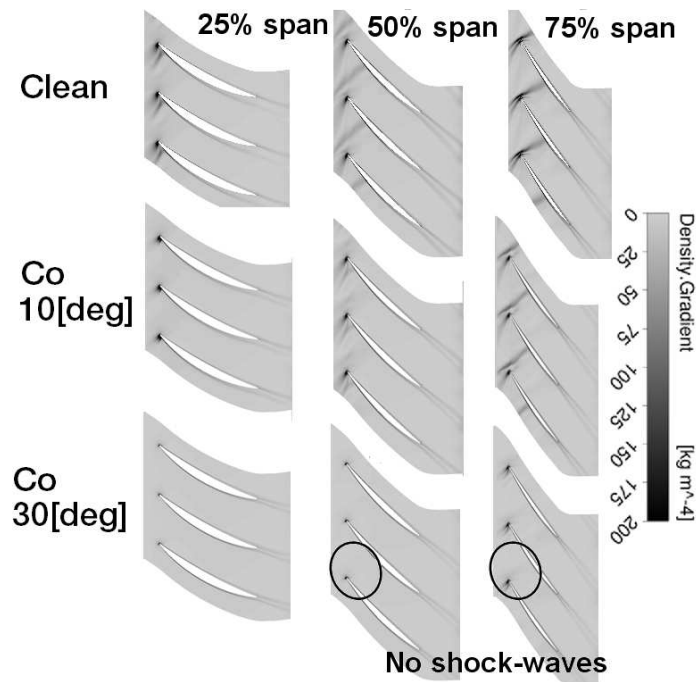 25% span 50% span 75% span
Clean
Co
10[deg]
Co
30[deg]
0
25
50
75
100
125
150
175
200
Density.Gradient
[kg m^-4]
No shock-waves